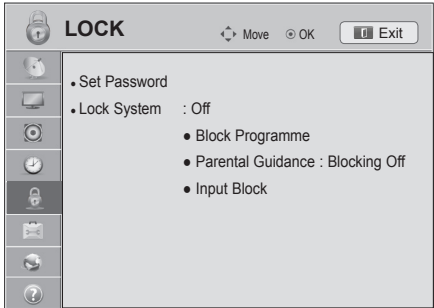 LOCK
Move
OK
Exit
• Set Password
• Lock System : Off
● Block Programme
● Parental Guidance : Blocking Off
● Input Block
?